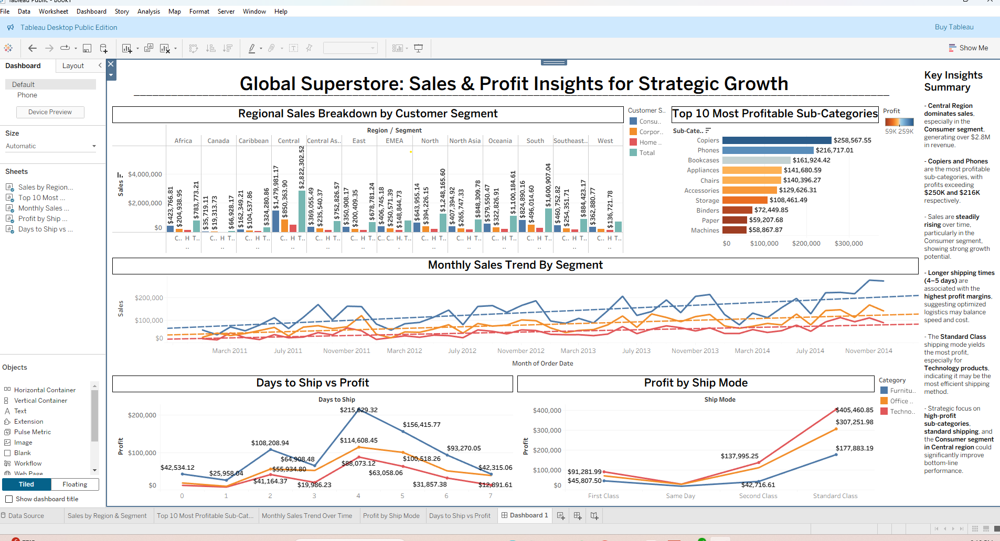 Tableau Public - Book1
File Data Worksheet Dashboard Story Analysis Map Format Server Window Help
Tableau Desktop Public Edition
Buy Tableau
Show Me
Dashboard
Layout
Default
Phone
Device Preview
Size
Automatic
Sheets
Sales by Region...
Top 10 Most ...
Monthly Sales ...
Profit by Ship ...
Days to Ship vs ...
Objects
Horizontal Container
Vertical Container
Text
Extension
Pulse Metric
Image
Blank
Workflow
Web Page
Tiled
Floating
Show dashboard title
Global Superstore: Sales & Profit Insights for Strategic Growth
Regional Sales Breakdown by Customer Segment
Region / Segment
Africa Canada Caribbean Central Central As.. East EMEA North North Asia Oceania South Southeast.. West
Sales
$4,000,000
$2,000,000
$0
$423,766.81
$204,938.95
$783,773.21
$35,719.11
$19,313.73
$66,928.17
$162,349.21
$104,537.86
$324,280.86
$1,479,981.17
$850,363.90
$2,822,302.52
$369,055.49
$235,540.37
$752,826.57
$350,908.17
$200,409.35
$678,781.24
$406,745.18
$250,571.39
$148,844.73
$643,955.14
$394,226.15
$1,248,165.60
$407,394.92
$265,747.33
$848,309.78
$579,550.47
$322,826.91
$1,100,184.61
$824,890.16
$496,014.60
$1,600,907.04
$460,752.82
$254,351.71
$884,423.17
$362,880.77
$136,721.78
C.. H T.. C.. H T.. C.. H T.. C.. H T.. C.. H T.. C.. H T.. C.. C.. H. T.. C.. H T.. C.. H T.. C.. H T.. C.. H T.. C.. H T.. C.. H T..
Customer S..
Consu..
Corpor..
Home ..
Total
Top 10 Most Profitable Sub-Categories
Sub-Cate..
Copiers $258,567.55
Phones $216,717.01
Bookcases $161,924.42
Appliances $141,680.59
Chairs $140,396.27
Accessories $129,626.31
Storage $108,461.49
Binders $72,449.85
Paper $59,207.68
Machines $58,867.87
$0 $100,000 $200,000 $300,000
Profit
59K 259K
Key Insights
Summary
- Central Region
dominates sales,
especially in the
Consumer segment,
generating over $2.8M
in revenue.
- Copiers and Phones
are the most profitable
sub-categories, with
profits exceeding
$250K and $216K
respectively.
- Sales are steadily
rising over time,
particularly in the
Consumer segment,
showing strong growth
potential.
- Longer shipping times
(4–5 days) are
associated with the
highest profit margins,
suggesting optimized
logistics may balance
speed and cost.
- The Standard Class
shipping mode yields
the most profit,
especially for
Technology products,
indicating it may be the
most efficient shipping
method.
- Strategic focus on
high-profit
sub-categories,
standard shipping, and
the Consumer segment
in Central region could
significantly improve
bottom-line
performance.
Monthly Sales Trend By Segment
Sales
$200,000
$100,000
$0
March 2011 July 2011 November 2011 March 2012 July 2012 November 2012 March 2013 July 2013 November 2013 March 2014 July 2014 November 2014
Month of Order Date
Days to Ship vs Profit
Days to Ship
Profit
$200,000
$100,000
$0
$42,534.12
$25,958.04
$108,208.94
$55,934.80
$41,164.37
$64,908.48
$19,986.23
$215,629.32
$114,608.45
$88,073.12
$156,415.77
$100,518.26
$63,058.06
$93,270.05
$31,857.38
$42,315.06
$12,891.61
0 1 2 3 4 5 6 7
Profit by Ship Mode
Ship Mode
Profit
$400,000
$300,000
$200,000
$100,000
$0
$91,281.99
$45,807.50
$137,995.25
$42,716.61
$405,460.85
$307,251.98
$177,883.19
First Class Same Day Second Class Standard Class
Category
Furnitu..
Office ..
Techno..
Data Source
Sales by Region & Segment
Top 10 Most Profitable Sub-Cat...
Monthly Sales Trend Over Time
Profit by Ship Mode
Days to Ship vs Profit
Dashboard 1